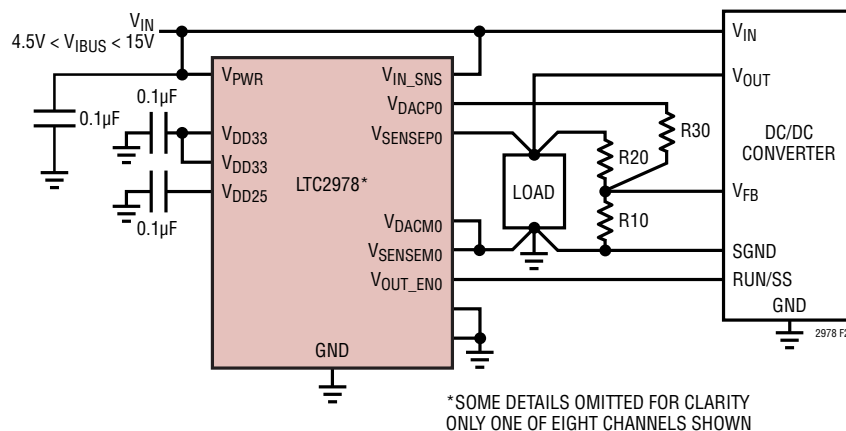 VIN
4.5V < VIBUS < 15V
0.1µF
0.1µF
0.1µF
VPWR
VDD33
VDD33
VDD25
LTC2978*
GND
VIN_SNS
VDACP0
VSENSEP0
VDACM0
VSENSEM0
VOUT_EN0
LOAD
R20
R30
R10
VIN
VOUT
DC/DC
CONVERTER
VFB
SGND
RUN/SS
GND
2978 F2
*SOME DETAILS OMITTED FOR CLARITY
ONLY ONE OF EIGHT CHANNELS SHOWN